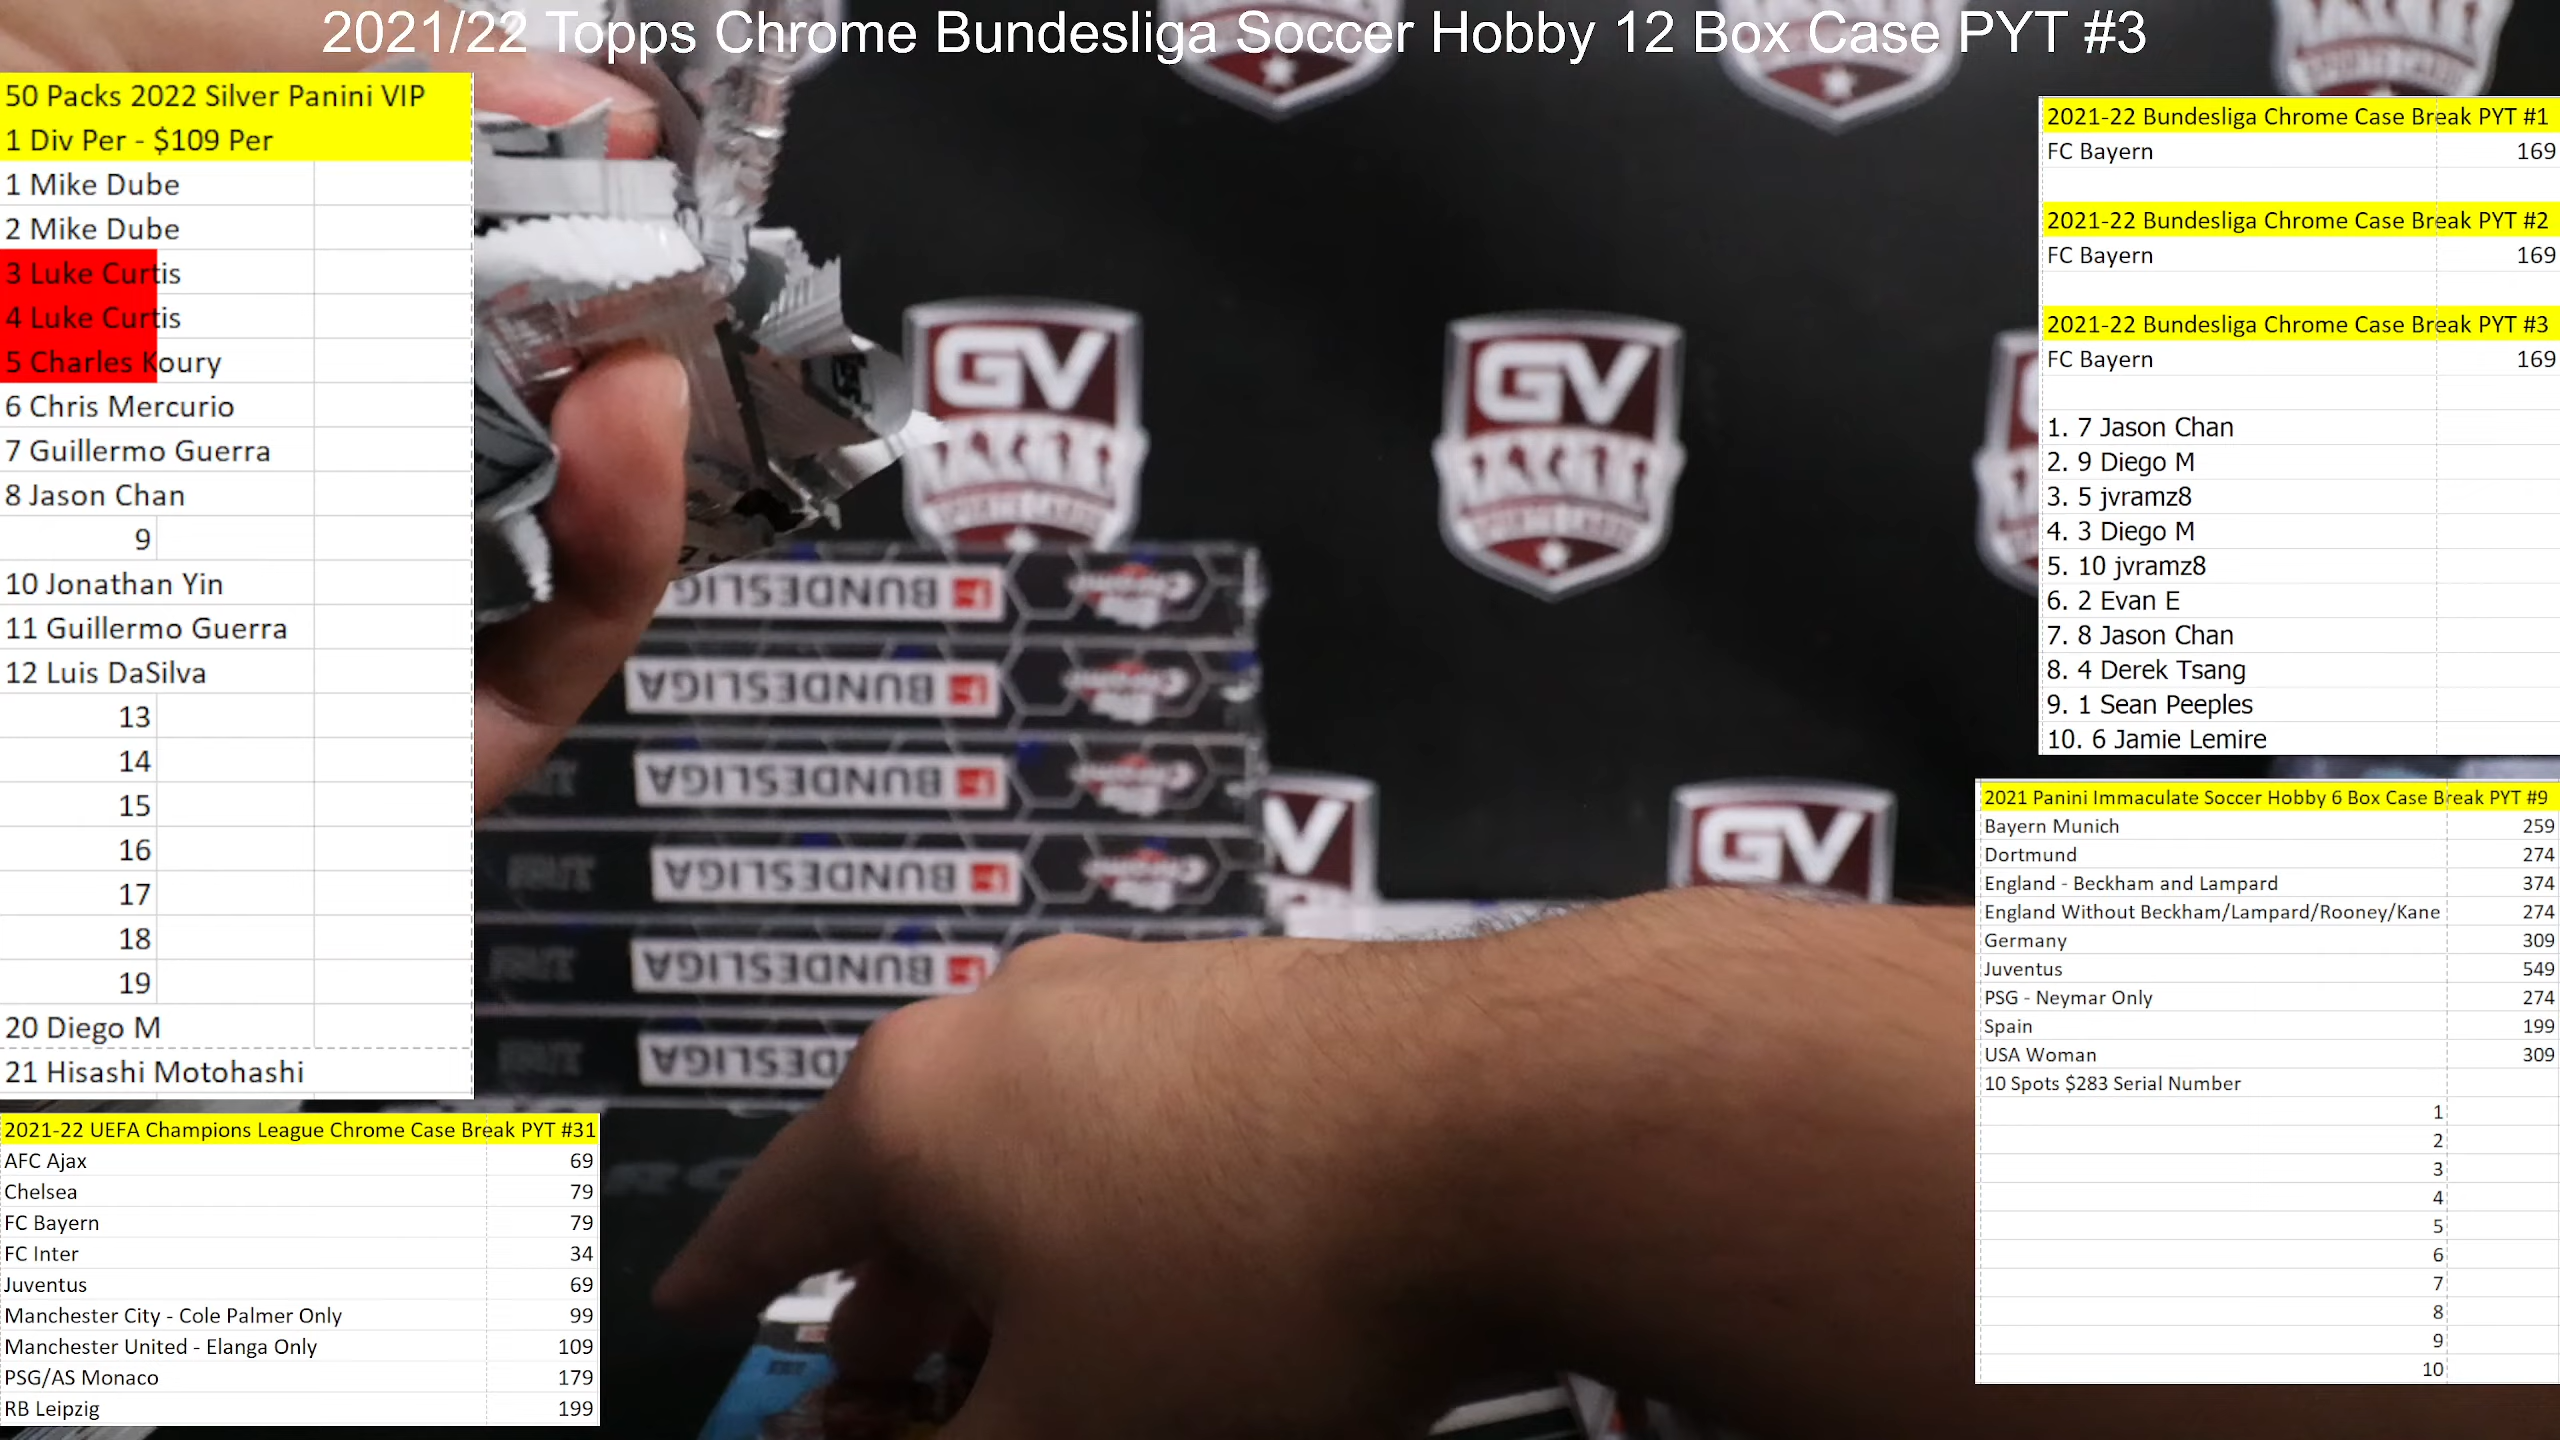 2021/22 Topps Chrome Bundesliga Soccer Hobby 12 Box Case PYT #3
50 Packs 2022 Silver Panini VIP
1 Div Per - $109 Per
1 Mike Dube
2 Mike Dube
3 Luke Curtis
4 Luke Curtis
5 Charles Koury
6 Chris Mercurio
7 Guillermo Guerra
8 Jason Chan
9
10 Jonathan Yin
11 Guillermo Guerra
12 Luis DaSilva
13
14
15
16
17
18
19
20 Diego M
21 Hisashi Motohashi
2021-22 UEFA Champions League Chrome Case Break PYT #31
AFC Ajax 69
Chelsea 79
FC Bayern 79
FC Inter 34
Juventus 69
Manchester City - Cole Palmer Only 99
Manchester United - Elanga Only 109
PSG/AS Monaco 179
RB Leipzig 199
GV
GV
V
GV
BUNDESLIG
Chrome
BUNDESLIGA
Chrome
BUNDESLIGA
Chrome
BUNDESLIGA
Chrome
BUNDESLIGA
DESLIGA
2021-22 Bundesliga Chrome Case Break PYT #1
FC Bayern 169
2021-22 Bundesliga Chrome Case Break PYT #2
FC Bayern 169
2021-22 Bundesliga Chrome Case Break PYT #3
FC Bayern 169
1. 7 Jason Chan
2. 9 Diego M
3. 5 jvramz8
4. 3 Diego M
5. 10 jvramz8
6. 2 Evan E
7. 8 Jason Chan
8. 4 Derek Tsang
9. 1 Sean Peeples
10. 6 Jamie Lemire
2021 Panini Immaculate Soccer Hobby 6 Box Case Break PYT #9
Bayern Munich 259
Dortmund 274
England - Beckham and Lampard 374
England Without Beckham/Lampard/Rooney/Kane 274
Germany 309
Juventus 549
PSG - Neymar Only 274
Spain 199
USA Woman 309
10 Spots $283 Serial Number
1
2
3
4
5
6
7
8
9
10